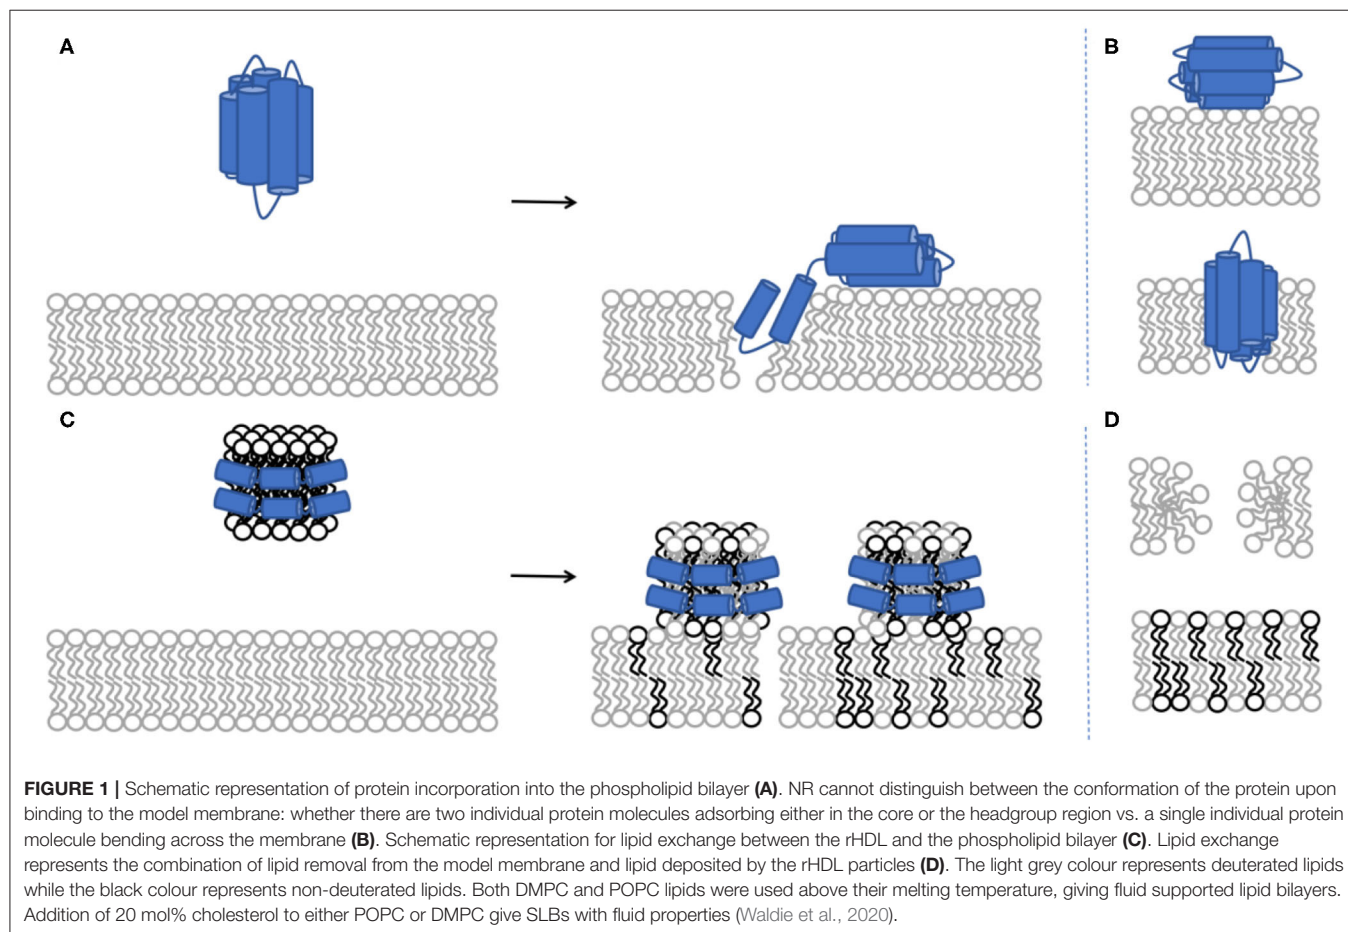 A
B
C
D
FIGURE 1 | Schematic representation of protein incorporation into the phospholipid bilayer (A). NR cannot distinguish between the conformation of the protein upon
binding to the model membrane: whether there are two individual protein molecules adsorbing either in the core or the headgroup region vs. a single individual protein
molecule bending across the membrane (B). Schematic representation for lipid exchange between the rHDL and the phospholipid bilayer (C). Lipid exchange
represents the combination of lipid removal from the model membrane and lipid deposited by the rHDL particles (D). The light grey colour represents deuterated lipids
while the black colour represents non-deuterated lipids. Both DMPC and POPC lipids were used above their melting temperature, giving fluid supported lipid bilayers.
Addition of 20 mol% cholesterol to either POPC or DMPC give SLBs with fluid properties (Waldie et al., 2020).